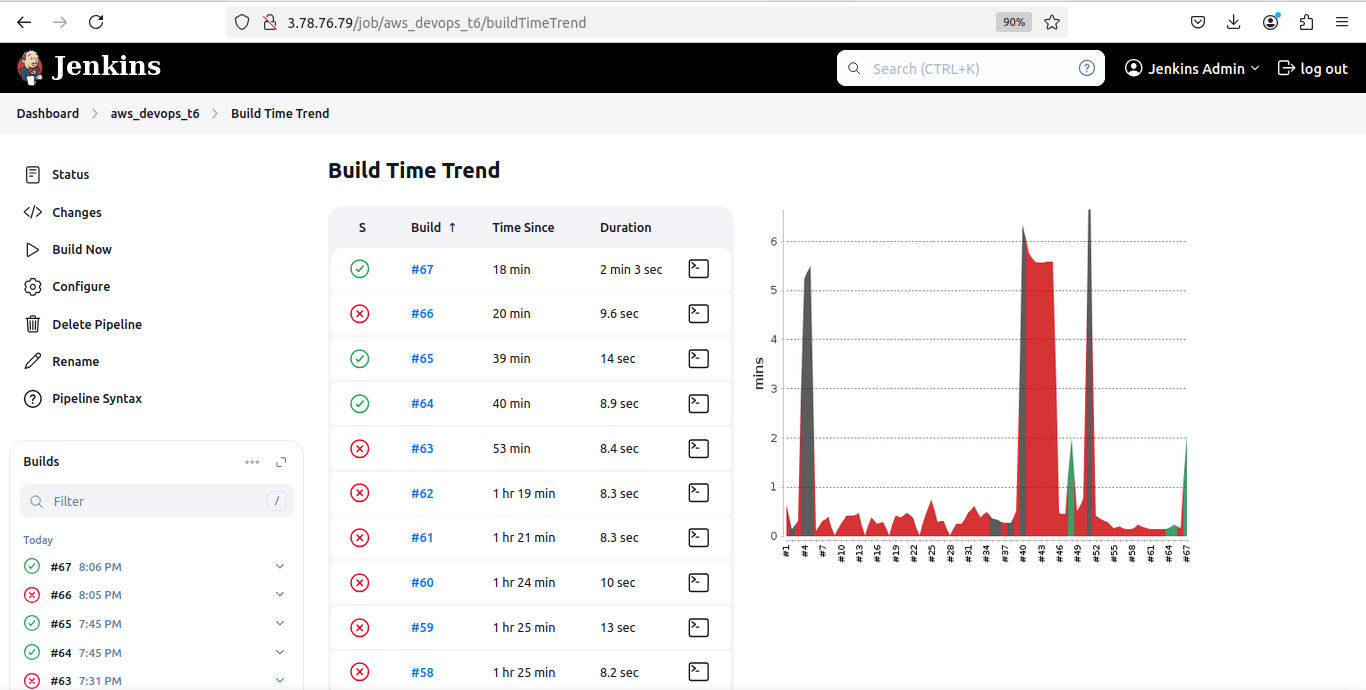 3.78.76.79/job/aws_devops_t6/buildTimeTrend 90%
Jenkins Search (CTRL+K) ? Jenkins Admin log out
Dashboard > aws_devops_t6 > Build Time Trend
Status
Changes
Build Now
Configure
Delete Pipeline
Rename
Pipeline Syntax
Builds
Filter /
Today
#67 8:06 PM
#66 8:05 PM
#65 7:45 PM
#64 7:45 PM
#63 7:31 PM
Build Time Trend
S Build ↑ Time Since Duration
#67 18 min 2 min 3 sec
#66 20 min 9.6 sec
#65 39 min 14 sec
#64 40 min 8.9 sec
#63 53 min 8.4 sec
#62 1 hr 19 min 8.3 sec
#61 1 hr 21 min 8.3 sec
#60 1 hr 24 min 10 sec
#59 1 hr 25 min 13 sec
#58 1 hr 25 min 8.2 sec
mins
6
5
4
3
2
1
0
#1 #4 #7 #10 #13 #16 #19 #22 #25 #28 #31 #34 #37 #40 #43 #46 #49 #52 #55 #58 #61 #64 #67